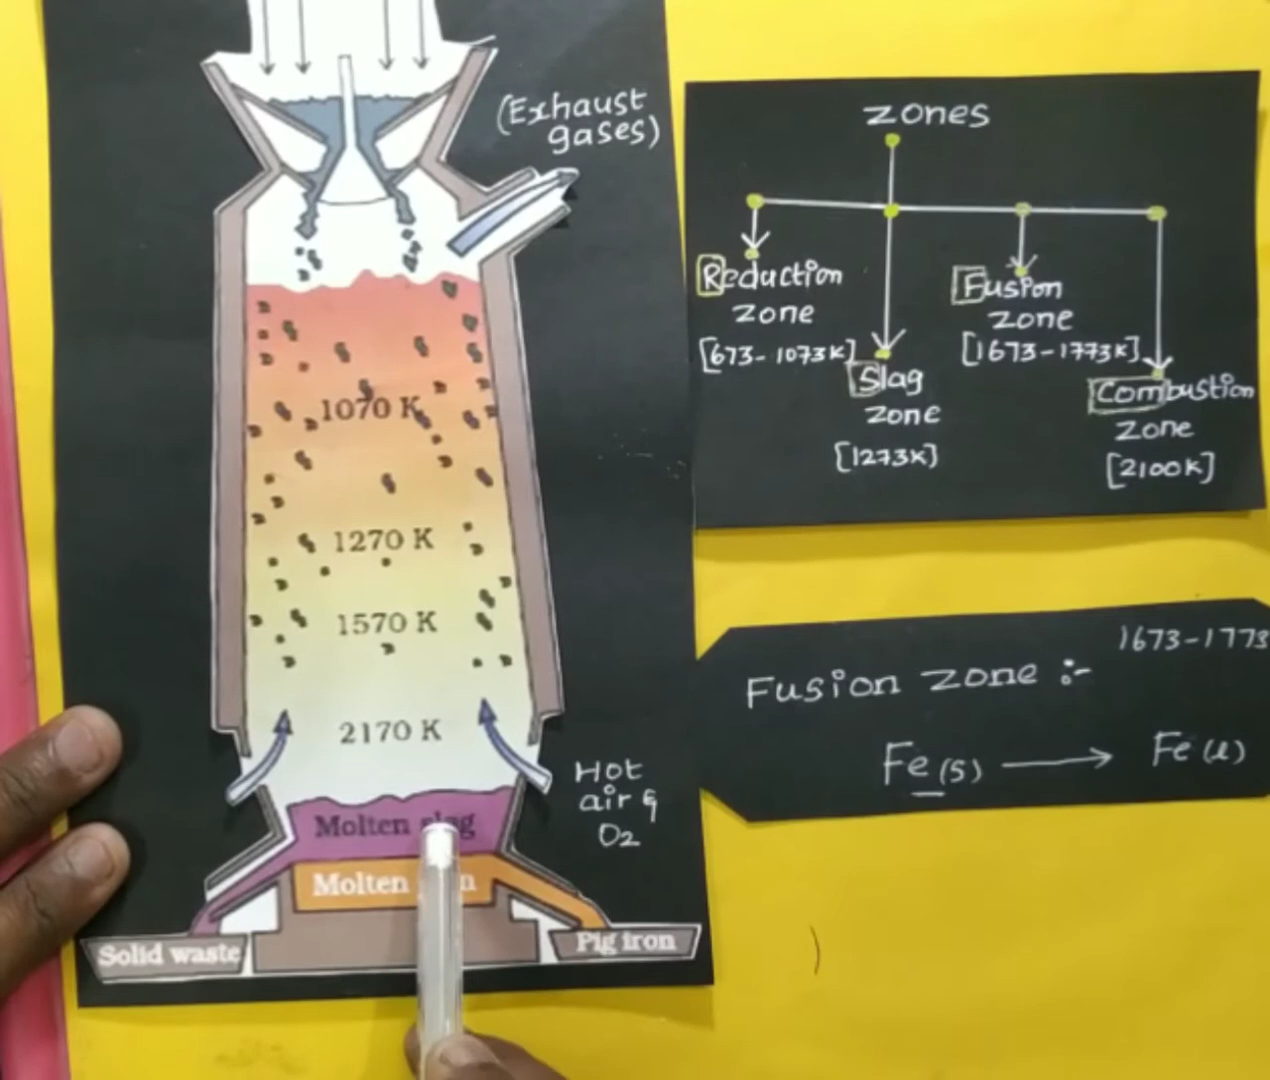 (Exhaust
gases)
1070 K
1270 K
1570 K
2170 K
Hot
air &
O2
Molten slag
Molten
Solid waste
Pig iron
zones
Reduction
zone
[673-1073K]
Slag
zone
[1273K]
Fusion
zone
[1673-1773K]
Combustion
zone
[2100K]
1673-1773
Fusion zone :-
Fe(s) → Fe(l)